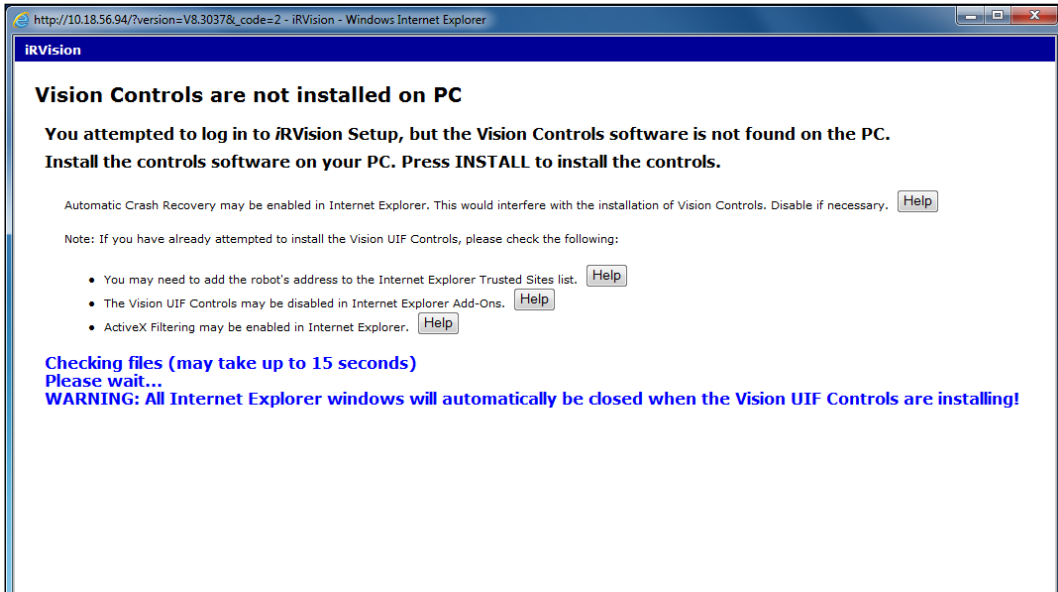 http://10.18.56.94/?version=V8.3037&_code=2 - iRVision - Windows Internet Explorer
iRVision
Vision Controls are not installed on PC
You attempted to log in to iRVision Setup, but the Vision Controls software is not found on the PC.
Install the controls software on your PC. Press INSTALL to install the controls.
Automatic Crash Recovery may be enabled in Internet Explorer. This would interfere with the installation of Vision Controls. Disable if necessary. Help
Note: If you have already attempted to install the Vision UIF Controls, please check the following:
• You may need to add the robot's address to the Internet Explorer Trusted Sites list. Help
• The Vision UIF Controls may be disabled in Internet Explorer Add-Ons. Help
• ActiveX Filtering may be enabled in Internet Explorer. Help
Checking files (may take up to 15 seconds)
Please wait...
WARNING: All Internet Explorer windows will automatically be closed when the Vision UIF Controls are installing!